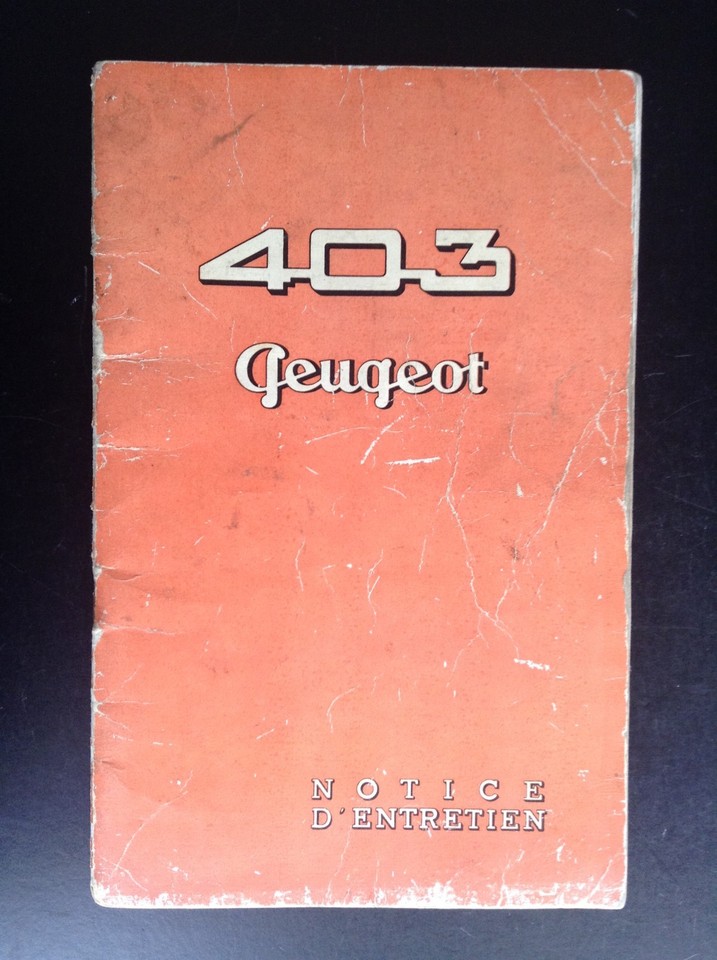 403
Peugeot
NOTICE
D'ENTRETIEN